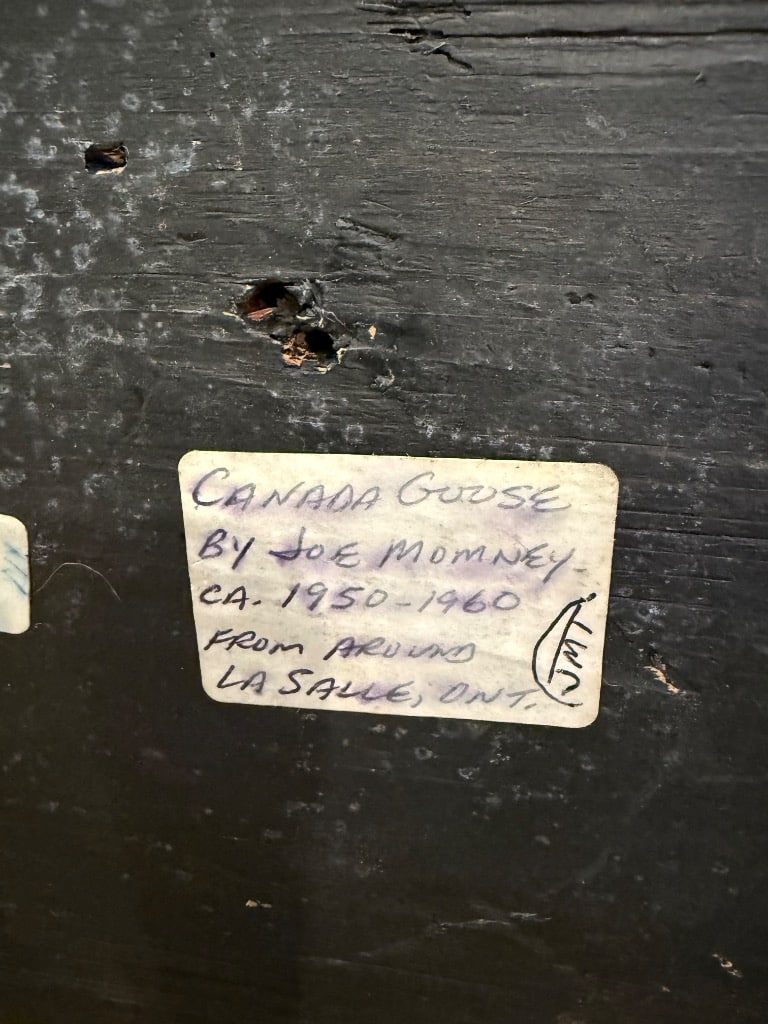 CANADA GOOSE
BY JOE MOMNEY
CA. 1950-1960
FROM AROUND
LA SALLE, ONT.